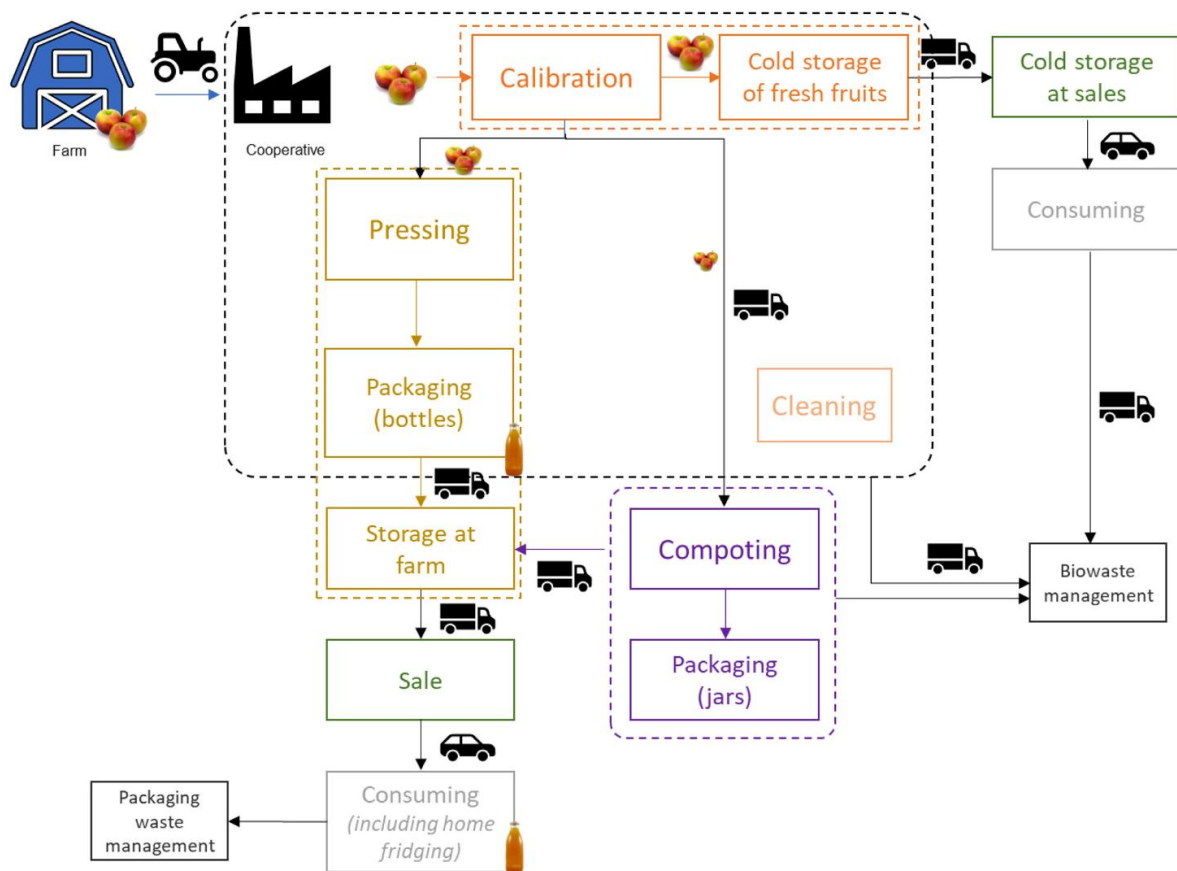 Farm
Cooperative
Calibration
Cold storage
of fresh fruits
Cold storage
at sales
Consuming
Pressing
Packaging
(bottles)
Cleaning
Storage at
farm
Compoting
Biowaste
management
Sale
Packaging
(jars)
Packaging
waste
management
Consuming
(including home
fridging)